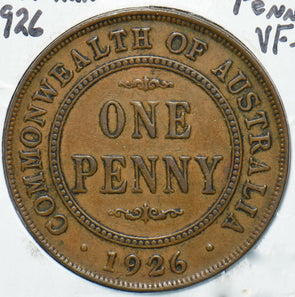 926
PENN
VF-
COMMONWEALTH OF AUSTRALIA
ONE
PENNY
· 1926 ·